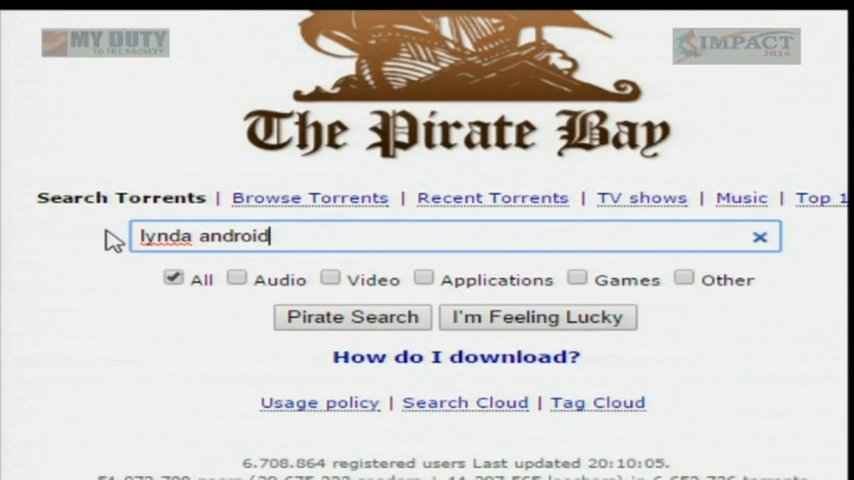 MY DUTY
TO THE SOCIETY
IMPACT
2014
The Pirate Bay
Search Torrents | Browse Torrents | Recent Torrents | TV shows | Music | Top 1
lynda android
All Audio Video Applications Games Other
Pirate Search I'm Feeling Lucky
How do I download?
Usage policy | Search Cloud | Tag Cloud
6.708.864 registered users Last updated 20:10:05.